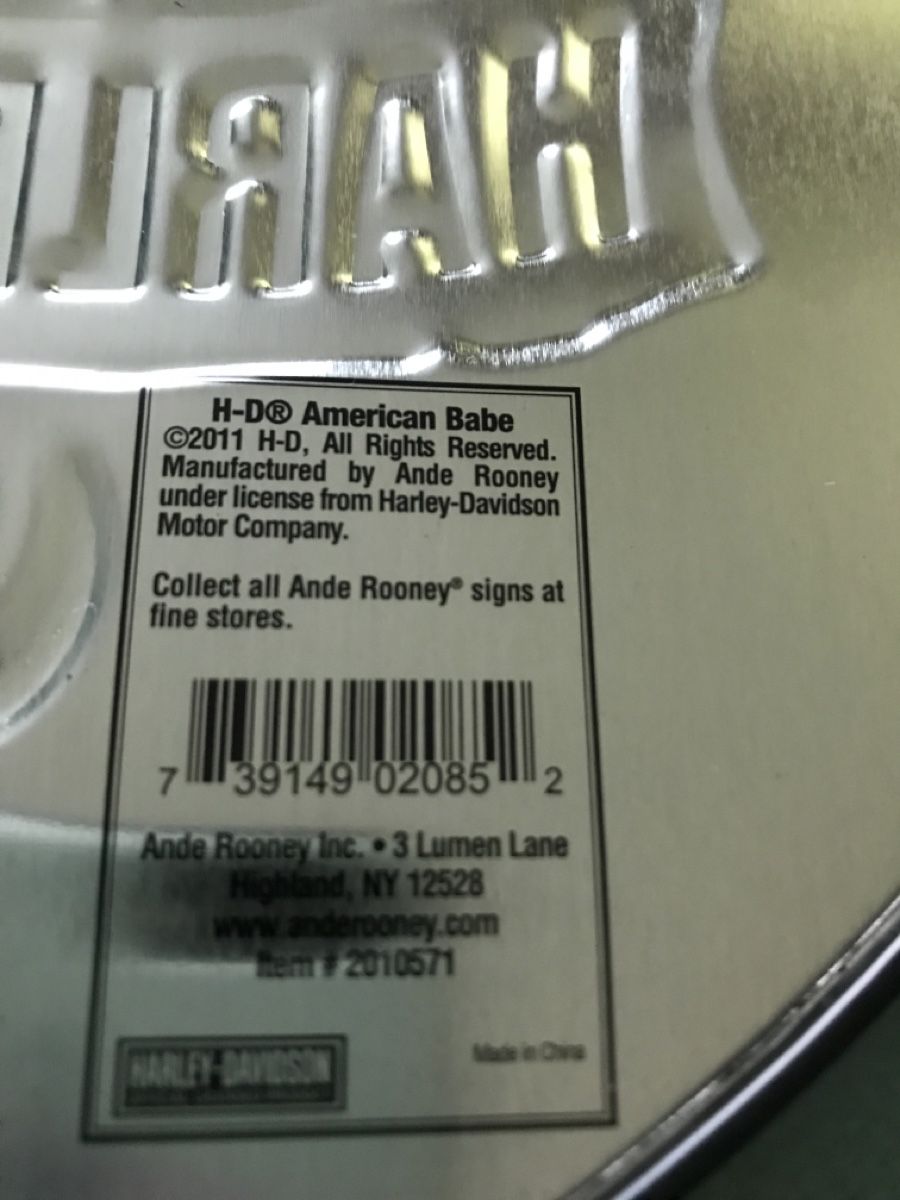 HARL
H-D® American Babe
©2011 H-D, All Rights Reserved.
Manufactured by Ande Rooney
under license from Harley-Davidson
Motor Company.
Collect all Ande Rooney® signs at
fine stores.
7 39149 02085 2
Ande Rooney Inc. • 3 Lumen Lane
Highland, NY 12528
www.anderooney.com
Item # 2010571
HARLEY-DAVIDSON
Made in China